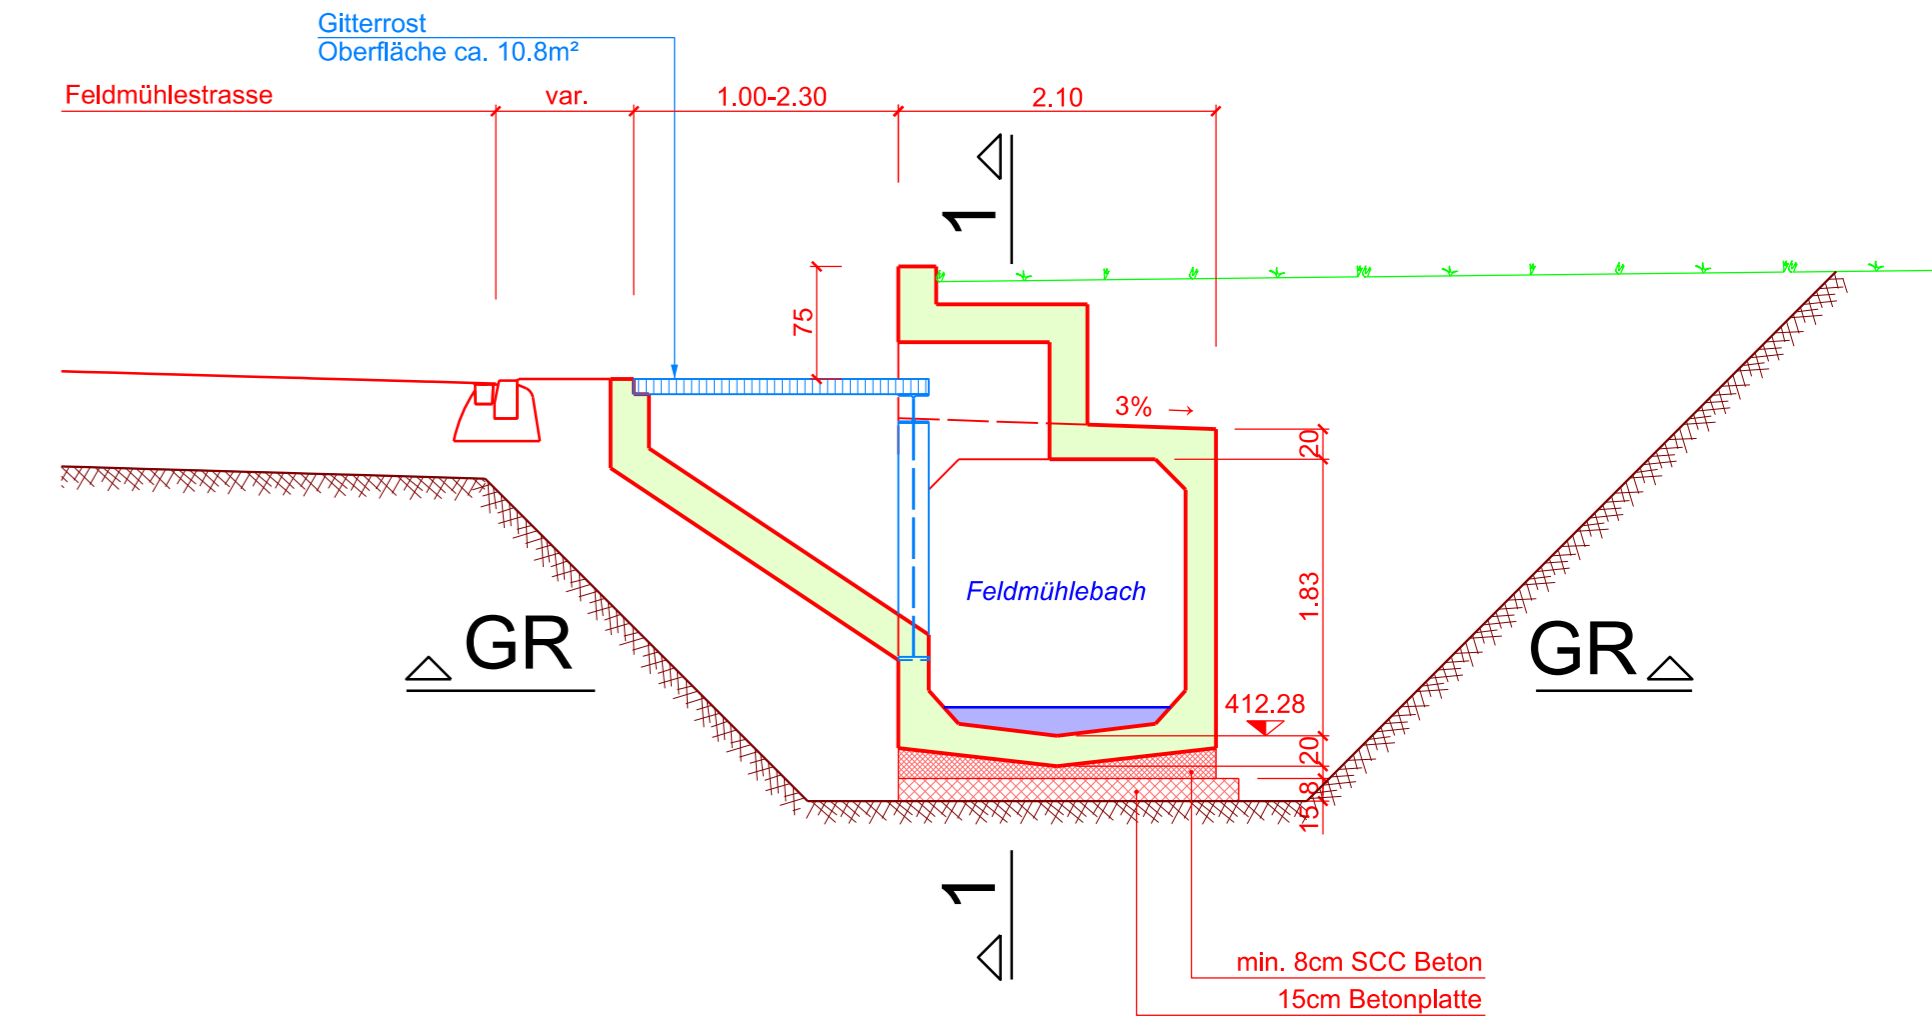 Gitterrost
Oberfläche ca. 10.8m²
Feldmühlestrasse
var.
1.00-2.30
2.10
1
75
3%
20
1.83
Feldmühlebach
GR
GR
412.28
20
8
15
1
min. 8cm SCC Beton
15cm Betonplatte